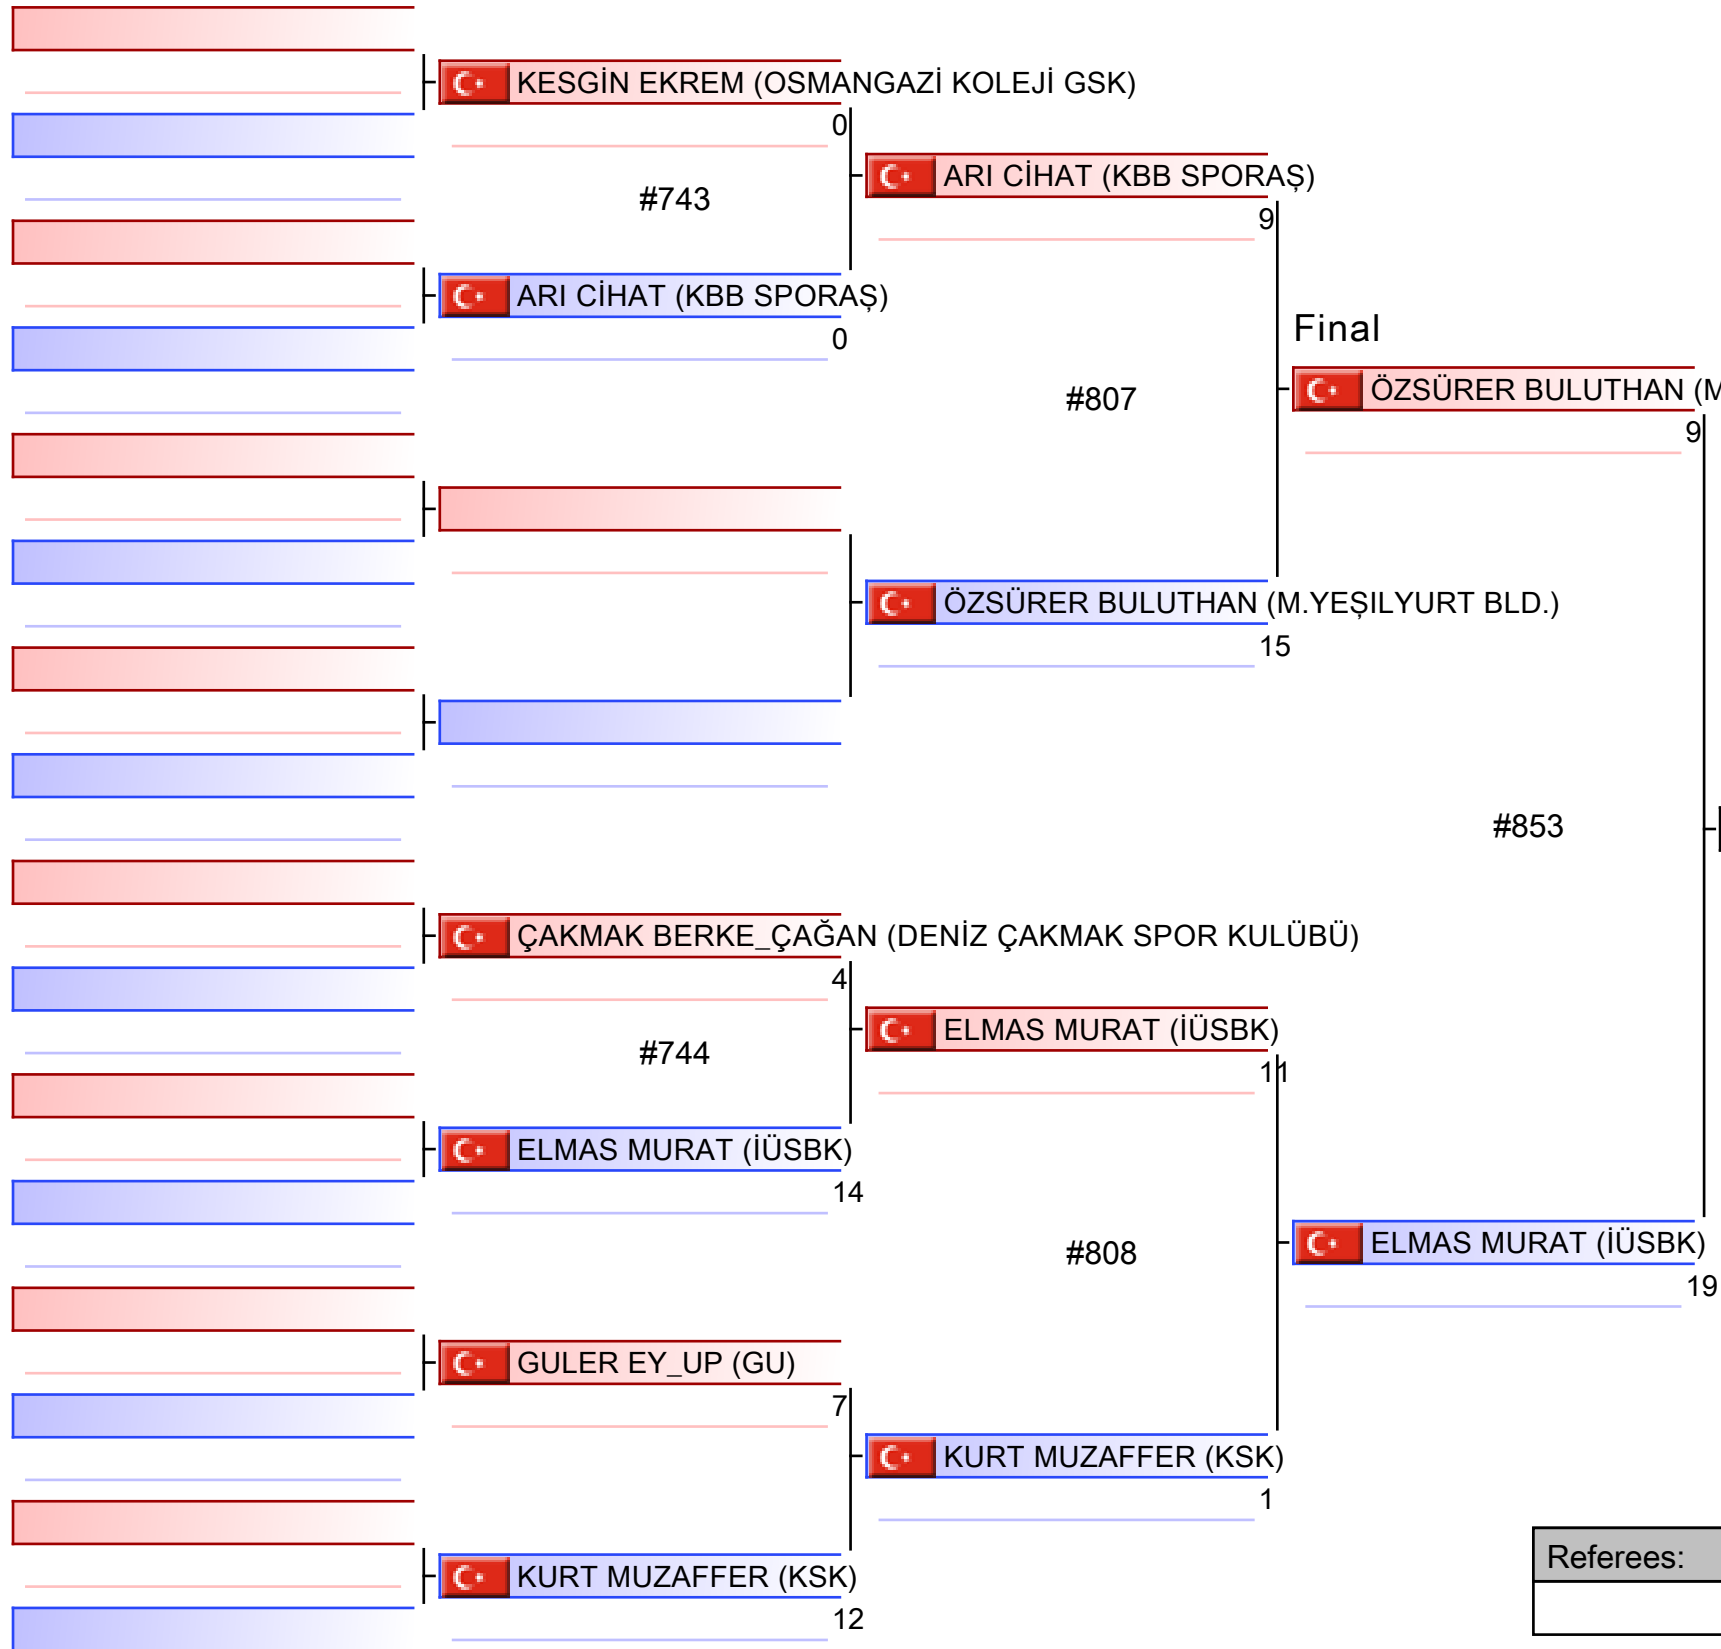 KESGİN EKREM (OSMANGAZİ KOLEJİ GSK)
0
#743
ARI CİHAT (KBB SPORAŞ)
0
ARI CİHAT (KBB SPORAŞ)
9
#807
ÖZSÜRER BULUTHAN (M.YEŞILYURT BLD.)
15
Final
ÖZSÜRER BULUTHAN (M
9
#853
ÇAKMAK BERKE_ÇAĞAN (DENİZ ÇAKMAK SPOR KULÜBÜ)
4
#744
ELMAS MURAT (İÜSBK)
14
ELMAS MURAT (İÜSBK)
11
#808
ELMAS MURAT (İÜSBK)
19
GULER EY_UP (GU)
7
KURT MUZAFFER (KSK)
1
KURT MUZAFFER (KSK)
12
Referees: